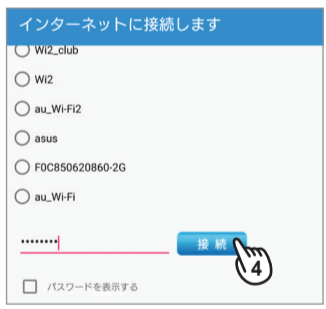 インターネットに接続します
Wi2_club
Wi2
au_Wi-Fi2
asus
F0C850620860-2G
au_Wi-Fi
••••••••
接 続
4
パスワードを表示する